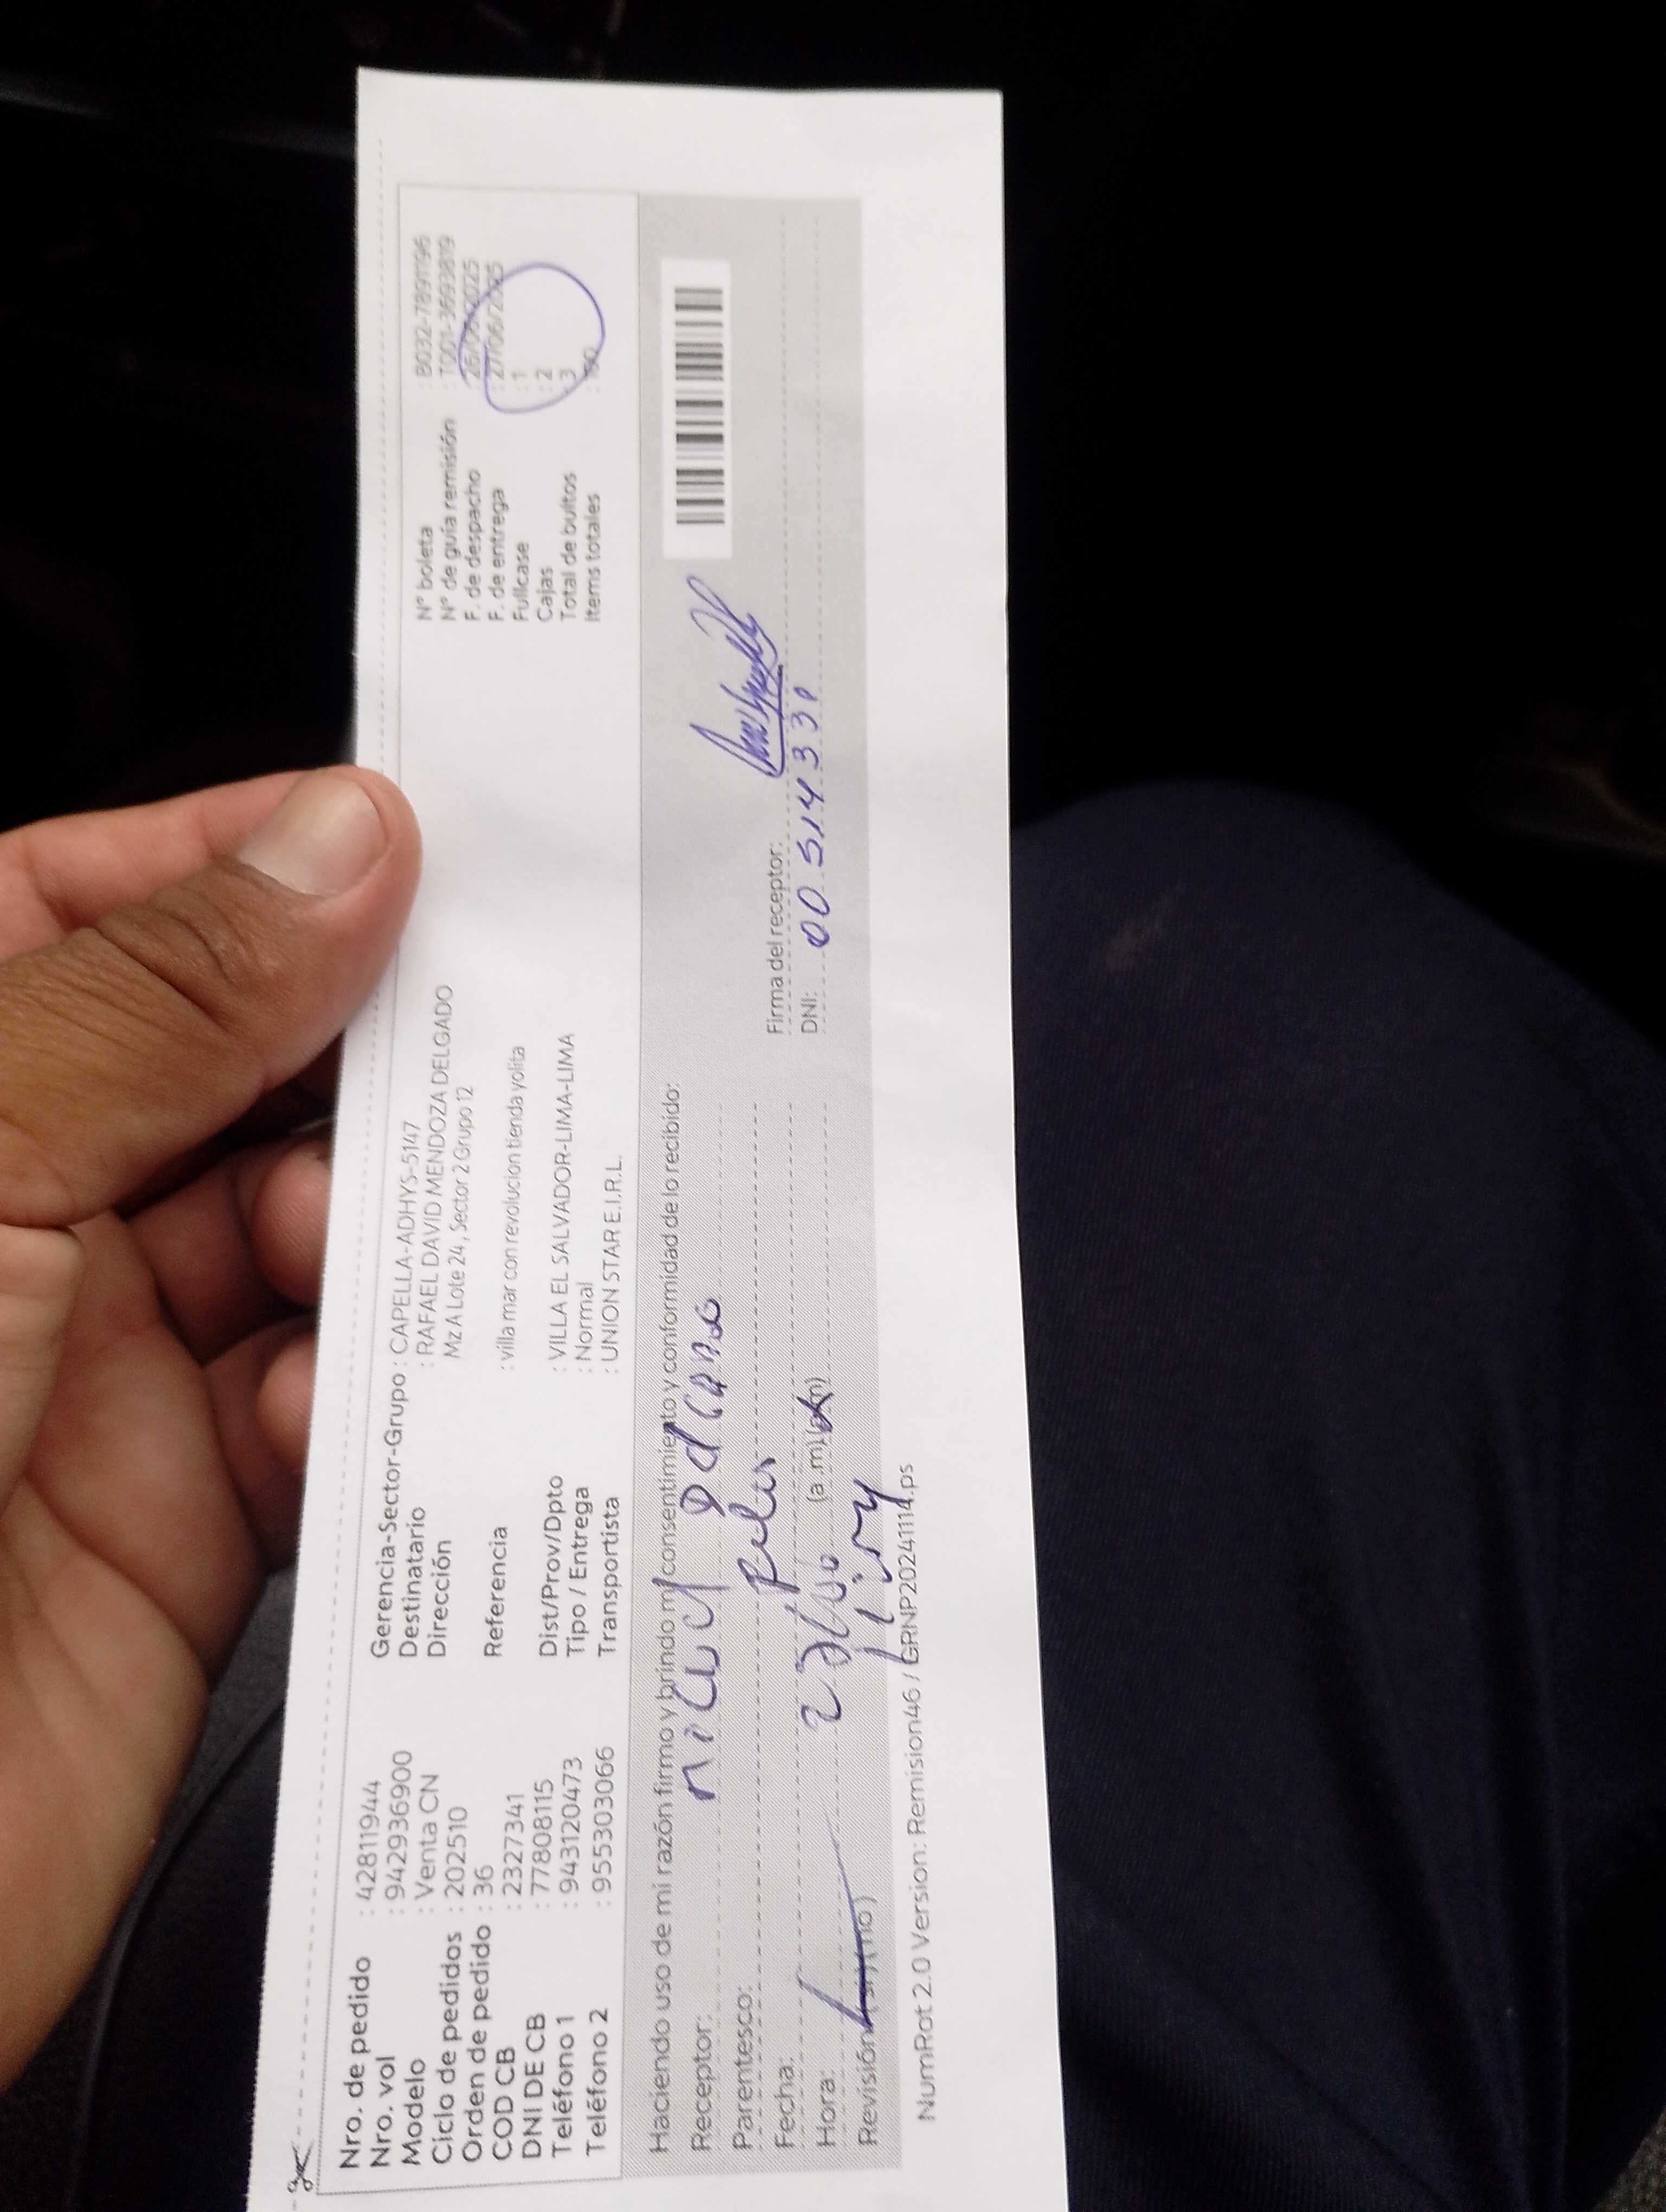 Nro. de pedido : 42811944
Nro. vol : 9429936900
Modelo : Venta CN
Ciclo de pedidos : 202510
Orden de pedido : 36
COD CB : 2327341
DNI DE CB : 77808115
Teléfono 1 : 943120473
Teléfono 2 : 955303066
Gerencia-Sector-Grupo : CAPELLA-ADHYS-5147
Destinatario : RAFAEL DAVID MENDOZA DELGADO
Dirección Mz A Lote 24, Sector 2 Grupo 12
Referencia : villa mar con revolucion tienda yolita
Dist/Prov/Dpto : VILLA EL SALVADOR-LIMA-LIMA
Tipo / Entrega : Normal
Transportista : UNION STAR E.I.R.L.
N° boleta : B032-7891196
N° de guía remisión : T001-3693819
F. de despacho : 26/06/2025
F. de entrega : 27/06/2025
Fullcase : 1
Cajas : 2
Total de bultos : 3
Items totales :
Haciendo uso de mi razón firmo y brindo mi consentimiento y conformidad de lo recibido:
Receptor:
Parentesco:
Fecha:
Hora: (a.m)
Revisión
Firma del receptor:
DNI: 00514331
NumRot 2.0 Version: Remision46 / GRNP20241114.ps